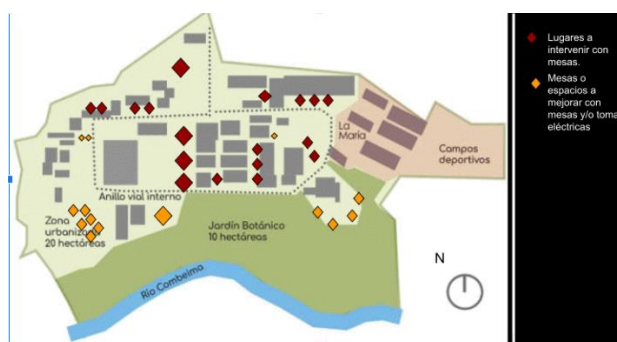 Lugares a
intervenir con
mesas.
Mesas o
espacios a
mejorar con
mesas y/o toma
eléctricas
La
María
Campos
deportivos
Anillo vial interno
Zona
urbaniza
20 hectáreas
Jardín Botánico
10 hectáreas
Río Combeima
N